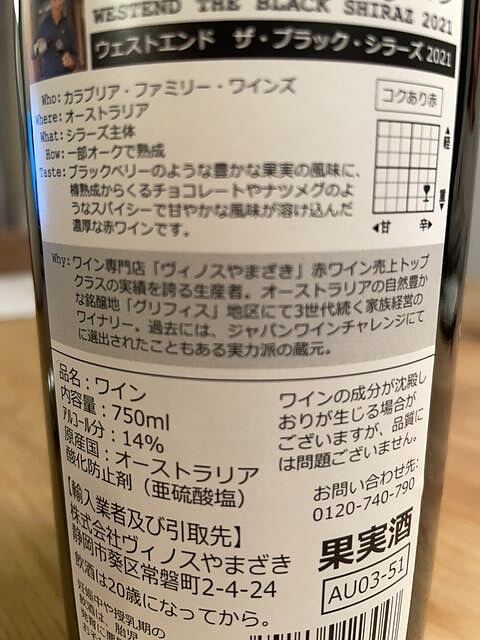 WESTEND THE BLACK SHIRAZ 2021
ウェストエンド ザ・ブラック・シラーズ 2021
Who: カラブリア・ファミリー・ワインズ
Where: オーストラリア
What: シラーズ主体
How: 一部オークで熟成
Taste: ブラックベリーのような豊かな果実の風味に、
樽熟成からくるチョコレートやナツメグのよ
うなスパイシーで甘やかな風味が溶け込んだ
濃厚な赤ワインです。
コクあり赤
▲軽
重▼
◀甘 辛▶
Why: ワイン専門店「ヴィノスやまざき」赤ワイン売上トップ
クラスの実績を誇る生産者。オーストラリアの自然豊か
な銘醸地「グリフィス」地区にて3世代続く家族経営の
ワイナリー。過去には、ジャパンワインチャレンジにて
に選出されたこともある実力派の蔵元。
品名：ワイン
内容量：750ml
アルコール分：14%
原産国：オーストラリア
酸化防止剤（亜硫酸塩）
【輸入業者及び引取先】
株式会社ヴィノスやまざき
静岡市葵区常磐町2-4-24
飲酒は20歳になってから。
妊娠中や授乳期の
飲酒は、胎児
ワインの成分が沈殿し
おりが生じる場合が
ございますが、品質に
は問題ございません。
お問い合わせ先:
0120-740-790
果実酒
AU03-51